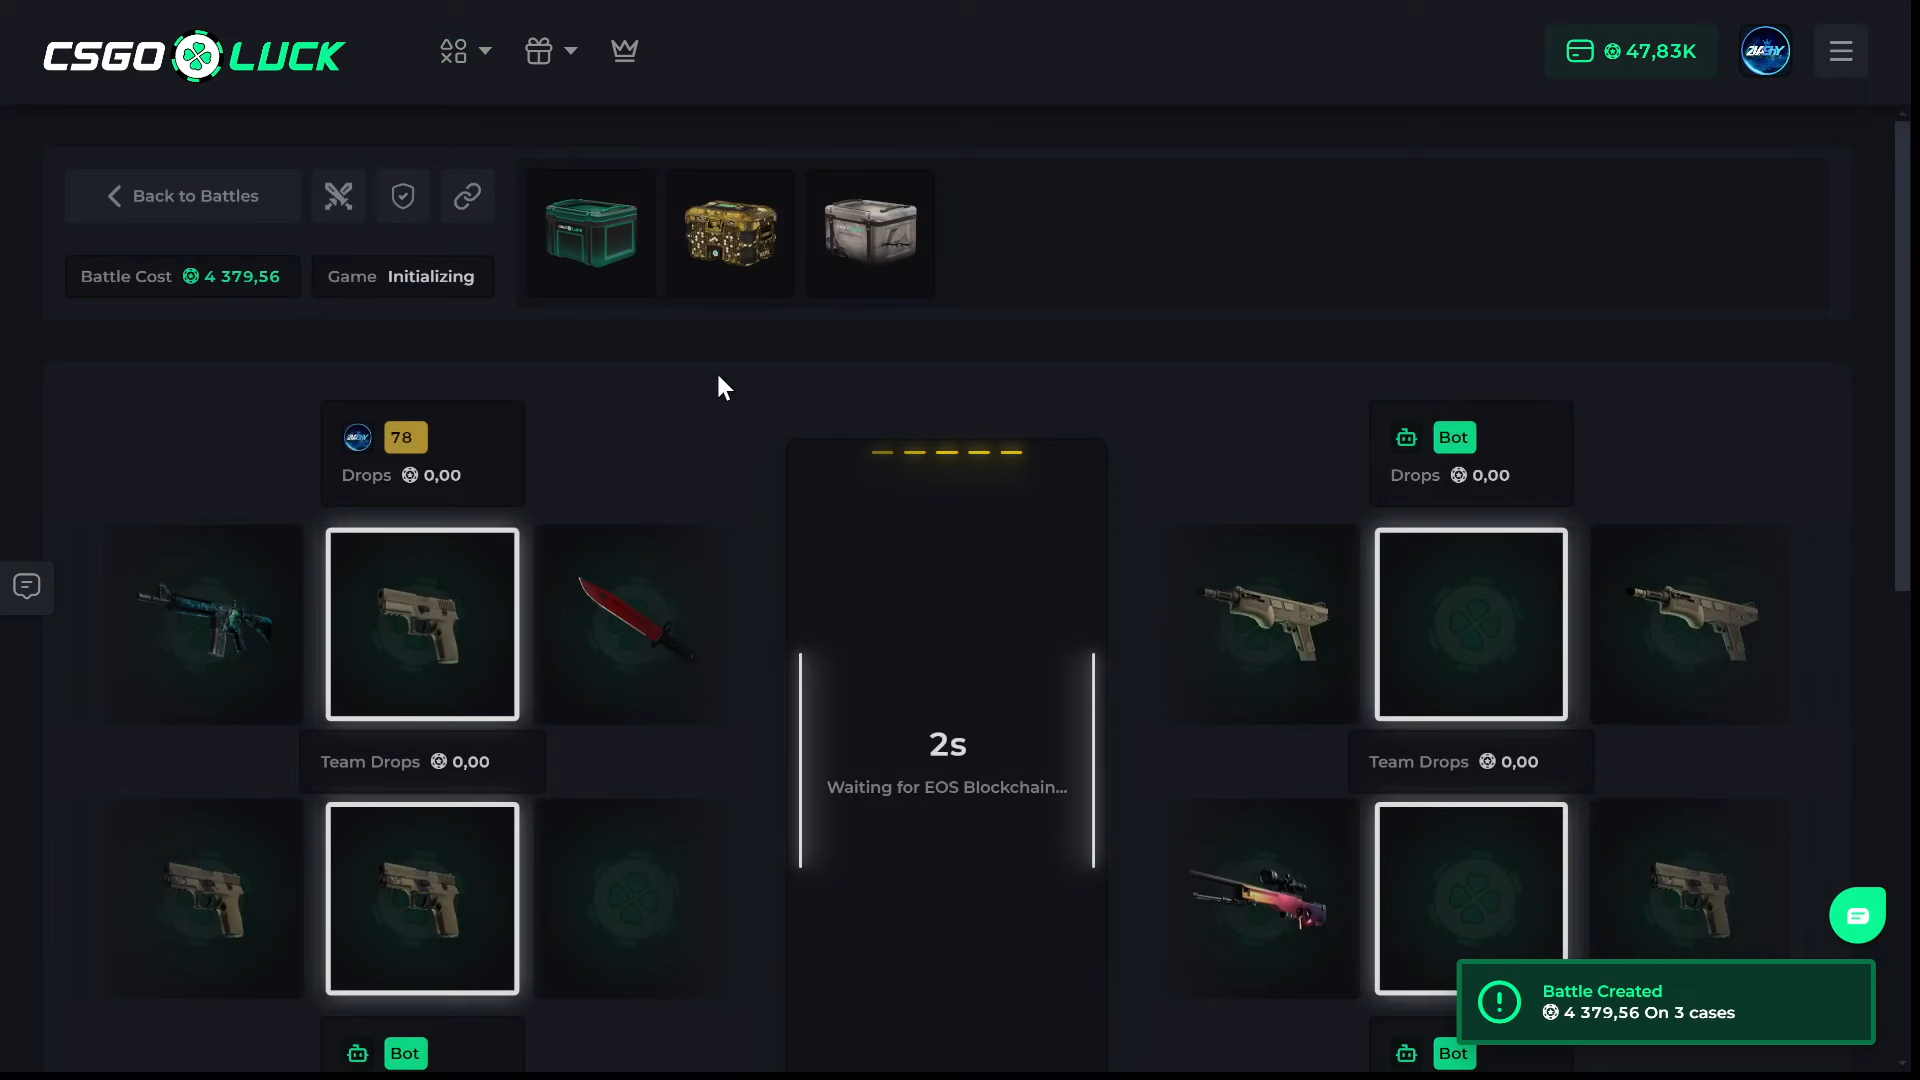 CSGO LUCK
47,83K
Back to Battles
Battle Cost 4 379,56
Game Initializing
78
Drops 0,00
Bot
Drops 0,00
2s
Waiting for EOS Blockchain...
Team Drops 0,00
Team Drops 0,00
Bot
Bot
Battle Created
4 379,56 On 3 cases